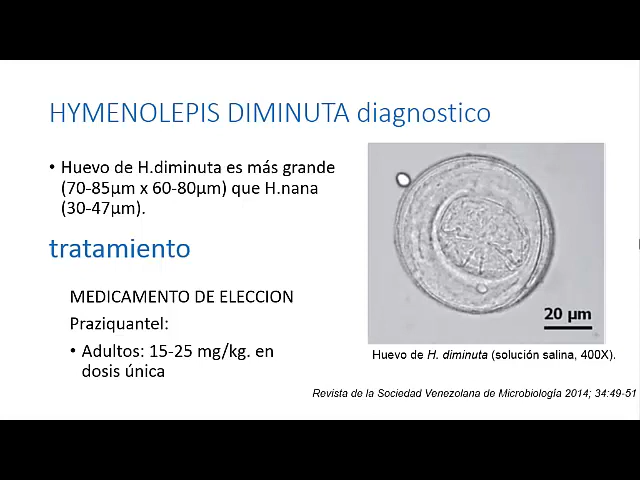 HYMENOLEPIS DIMINUTA diagnostico
• Huevo de H.diminuta es más grande
(70-85µm x 60-80µm) que H.nana
(30-47µm).
tratamiento
MEDICAMENTO DE ELECCION
Praziquantel:
• Adultos: 15-25 mg/kg. en
dosis única
20 µm
Huevo de H. diminuta (solución salina, 400X).
Revista de la Sociedad Venezolana de Microbiología 2014; 34:49-51